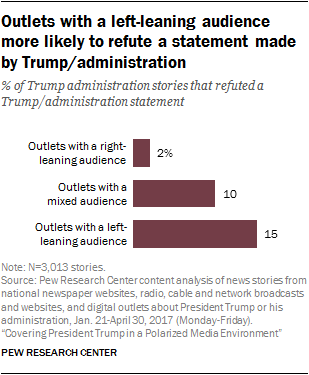 Outlets with a left-leaning audience
more likely to refute a statement made
by Trump/administration
% of Trump administration stories that refuted a
Trump/administration statement
Outlets with a right-
leaning audience
2%
Outlets with a
mixed audience
10
Outlets with a left-
leaning audience
15
Note: N=3,013 stories.
Source: Pew Research Center content analysis of news stories from
national newspaper websites, radio, cable and network broadcasts
and websites, and digital outlets about President Trump or his
administration, Jan. 21-April 30, 2017 (Monday-Friday).
“Covering President Trump in a Polarized Media Environment”
PEW RESEARCH CENTER